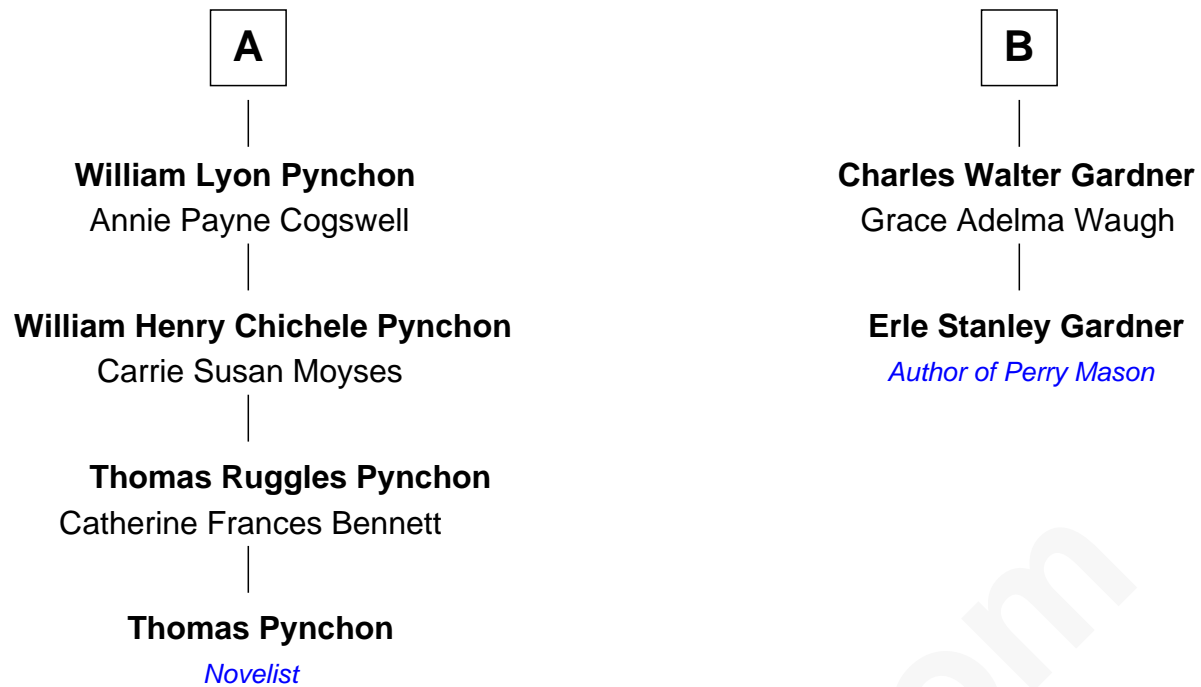 A
William Lyon Pynchon
Annie Payne Cogswell
William Henry Chichele Pynchon
Carrie Susan Moyses
Thomas Ruggles Pynchon
Catherine Frances Bennett
Thomas Pynchon
Novelist
B
Charles Walter Gardner
Grace Adelma Waugh
Erle Stanley Gardner
Author of Perry Mason
om